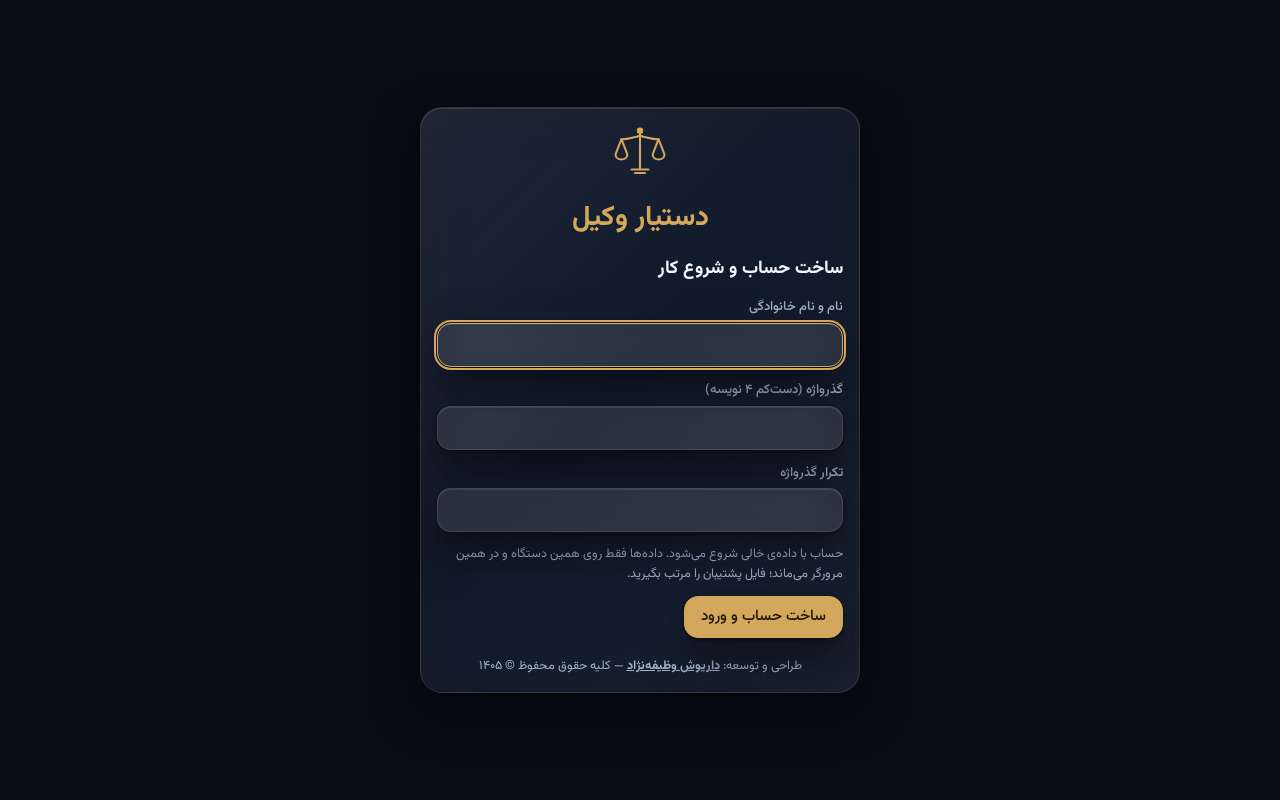 دستیار وکیل
ساخت حساب و شروع کار
نام و نام خانوادگی
گذرواژه (دست‌کم ۴ نویسه)
تکرار گذرواژه
حساب با داده‌ی خالی شروع می‌شود. داده‌ها فقط روی همین دستگاه و در همین
مرورگر می‌ماند؛ فایل پشتیبان را مرتب بگیرید.
ساخت حساب و ورود
طراحی و توسعه: داریوش وظیفه‌نژاد — کلیه حقوق محفوظ © ۱۴۰۵